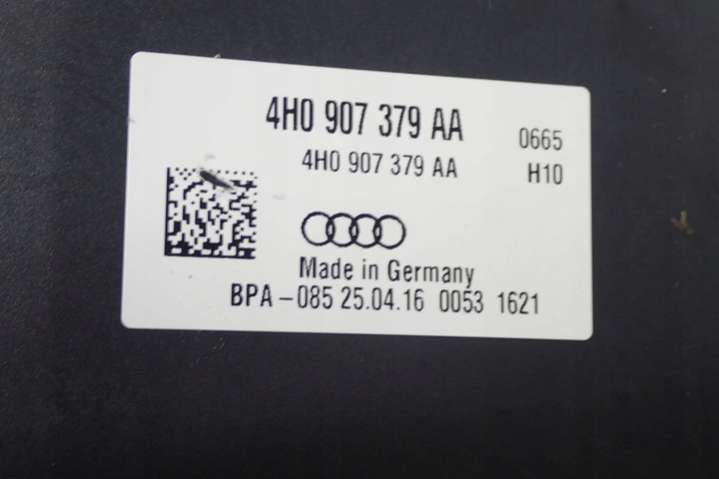 4H0 907 379 AA 0665
4H0 907 379 AA H10
Made in Germany
BPA-085 25.04.16 0053 1621